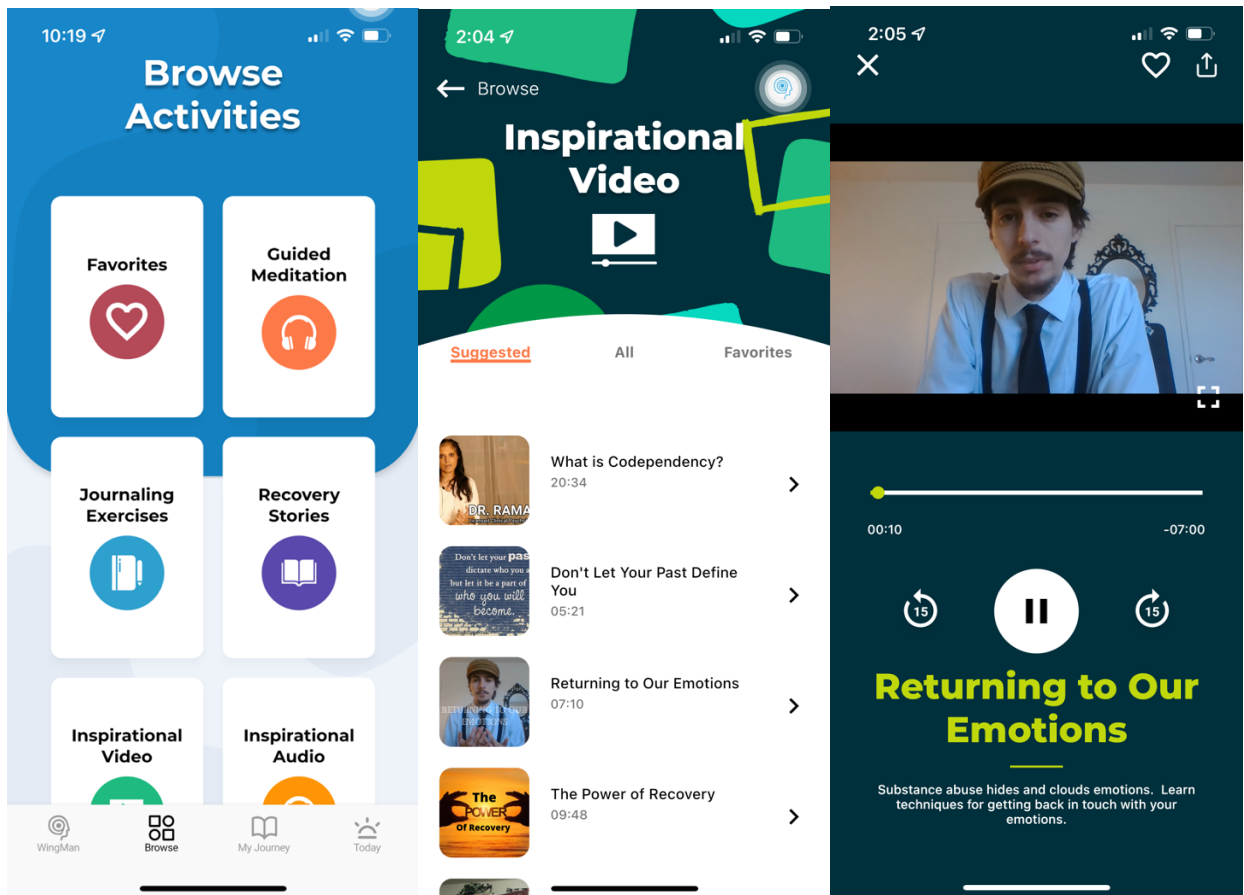 10:19
Browse
Activities
Favorites
Guided
Meditation
Journaling
Exercises
Recovery
Stories
Inspirational
Video
Inspirational
Audio
WingMan
Browse
My Journey
Today
2:04
Browse
Inspirational
Video
Suggested
All
Favorites
DR. RAMA
What is Codependency?
20:34
Don't let your past
dictate who you a
but let it be a part of
who you will
become.
Don't Let Your Past Define
You
05:21
RETURNING TO OUR
EMOTIONS
Returning to Our Emotions
07:10
The
POWER
Of Recovery
The Power of Recovery
09:48
2:05
00:10
-07:00
15
15
Returning to Our
Emotions
Substance abuse hides and clouds emotions. Learn
techniques for getting back in touch with your
emotions.